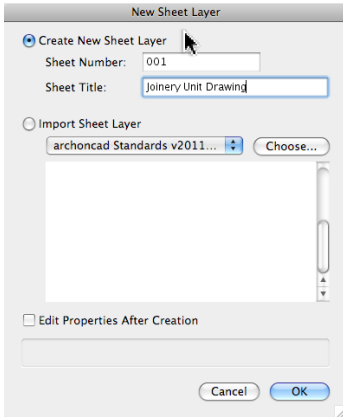 New Sheet Layer
Create New Sheet Layer
Sheet Number: 001
Sheet Title: Joinery Unit Drawing
Import Sheet Layer
archoncad Standards v2011... Choose...
Edit Properties After Creation
Cancel OK